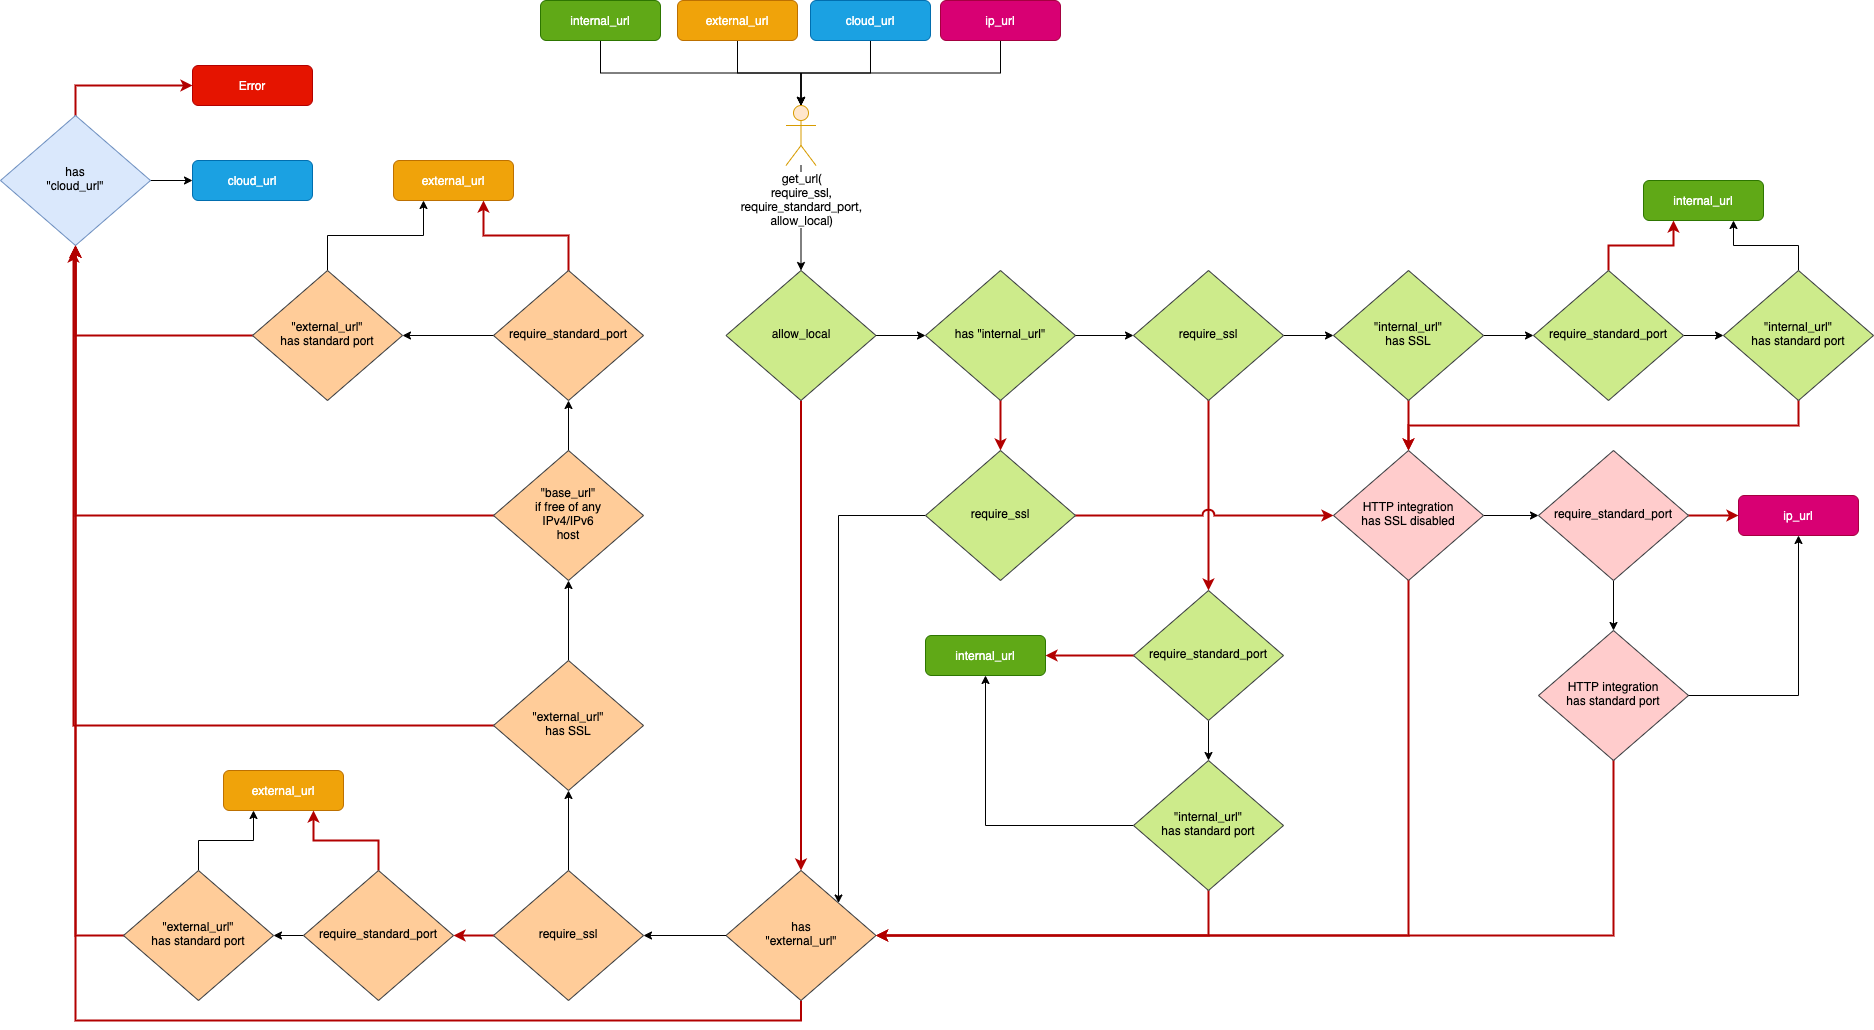 internal_url
external_url
cloud_url
ip_url
Error
has
"cloud_url"
cloud_url
external_url
get_url(
require_ssl,
require_standard_port,
allow_local)
internal_url
"external_url"
has standard port
require_standard_port
allow_local
has "internal_url"
require_ssl
"internal_url"
has SSL
require_standard_port
"internal_url"
has standard port
"base_url"
if free of any
IPv4/IPv6
host
require_ssl
HTTP integration
has SSL disabled
require_standard_port
ip_url
internal_url
require_standard_port
HTTP integration
has standard port
"external_url"
has SSL
external_url
"internal_url"
has standard port
"external_url"
has standard port
require_standard_port
require_ssl
has
"external_url"